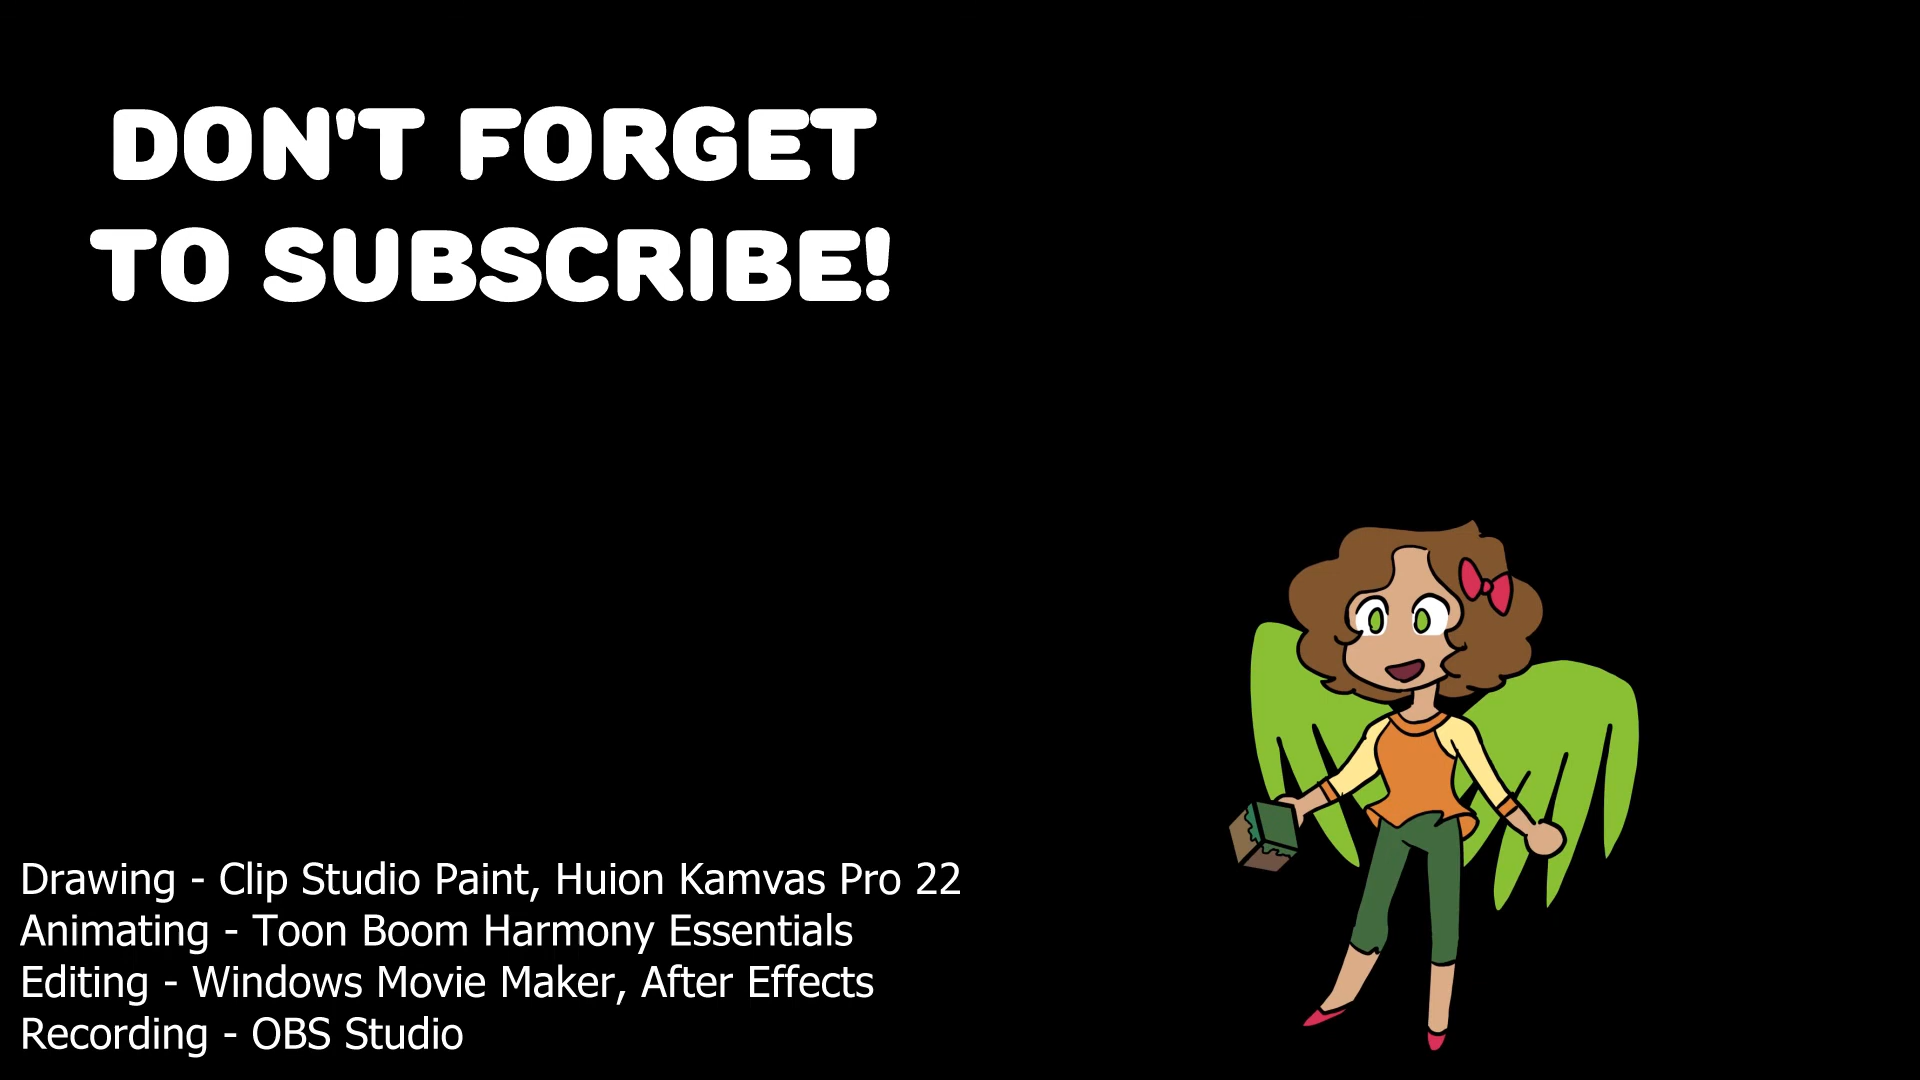 DON'T FORGET
TO SUBSCRIBE!
Drawing - Clip Studio Paint, Huion Kamvas Pro 22
Animating - Toon Boom Harmony Essentials
Editing - Windows Movie Maker, After Effects
Recording - OBS Studio